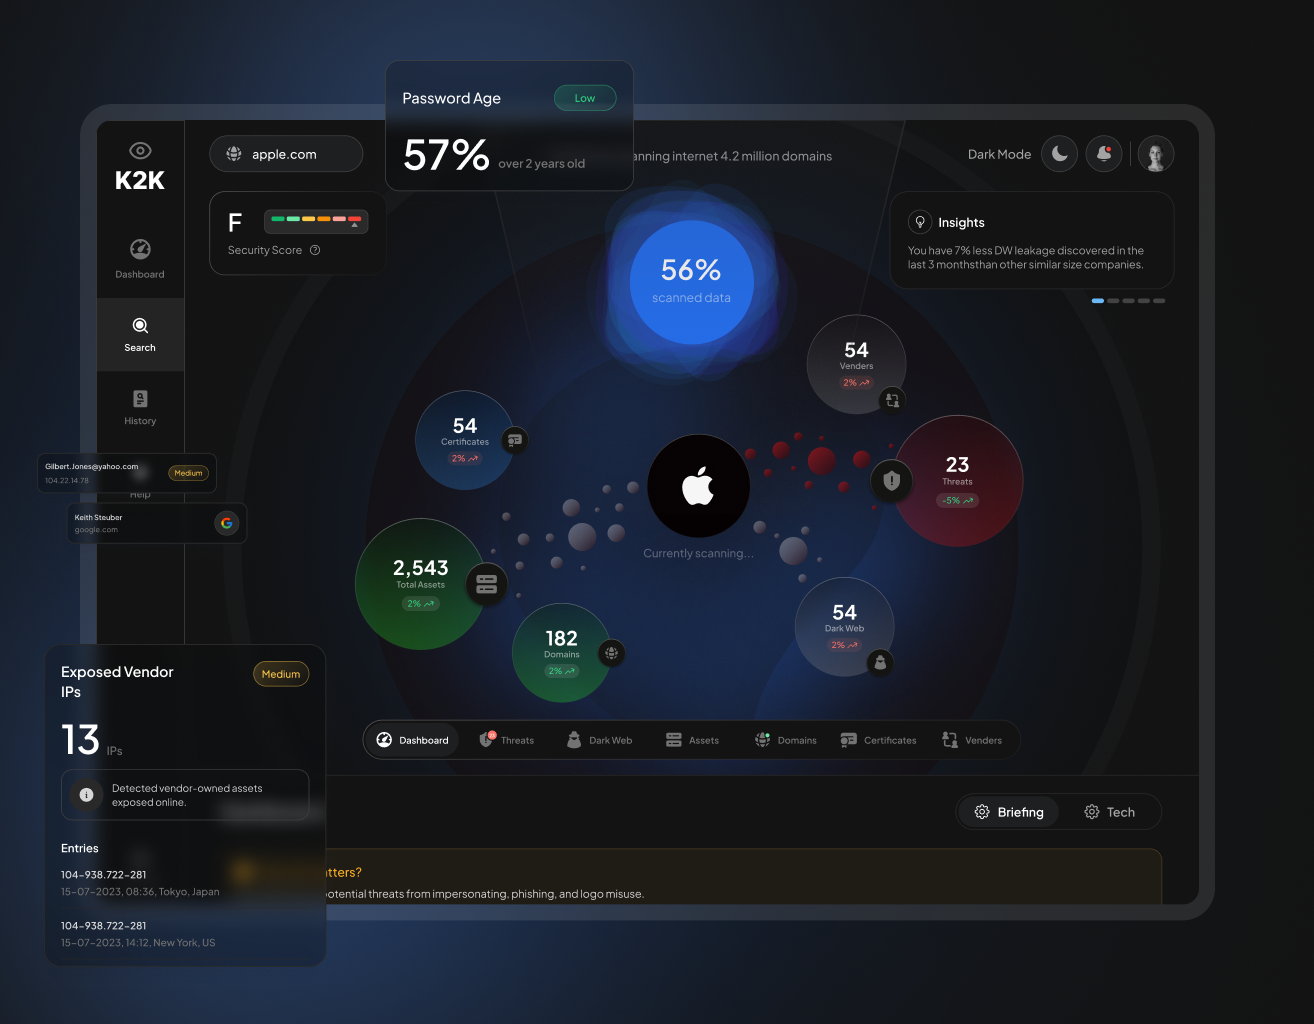 Password Age
Low
57% over 2 years old
K2K
apple.com
anning internet 4.2 million domains
Dark Mode
F
Security Score
Insights
You have 7% less DW leakage discovered in the
last 3 monthsthan other similar size companies.
56%
scanned data
Dashboard
Search
History
Help
Gilbert.Jones@yahoo.com
104.22.14.78
Medium
Keith Steuber
google.com
54
Venders
2%
54
Certificates
2%
23
Threats
-5%
Currently scanning...
2,543
Total Assets
2%
182
Domains
2%
54
Dark Web
2%
Dashboard
Threats
Dark Web
Assets
Domains
Certificates
Venders
Exposed Vendor
IPs
Medium
13 IPs
Detected vendor-owned assets
exposed online.
Entries
104-938.722-281
15-07-2023, 08:36, Tokyo, Japan
104-938.722-281
15-07-2023, 14:12, New York, US
Briefing
Tech
tters?
otential threats from impersonating, phishing, and logo misuse.